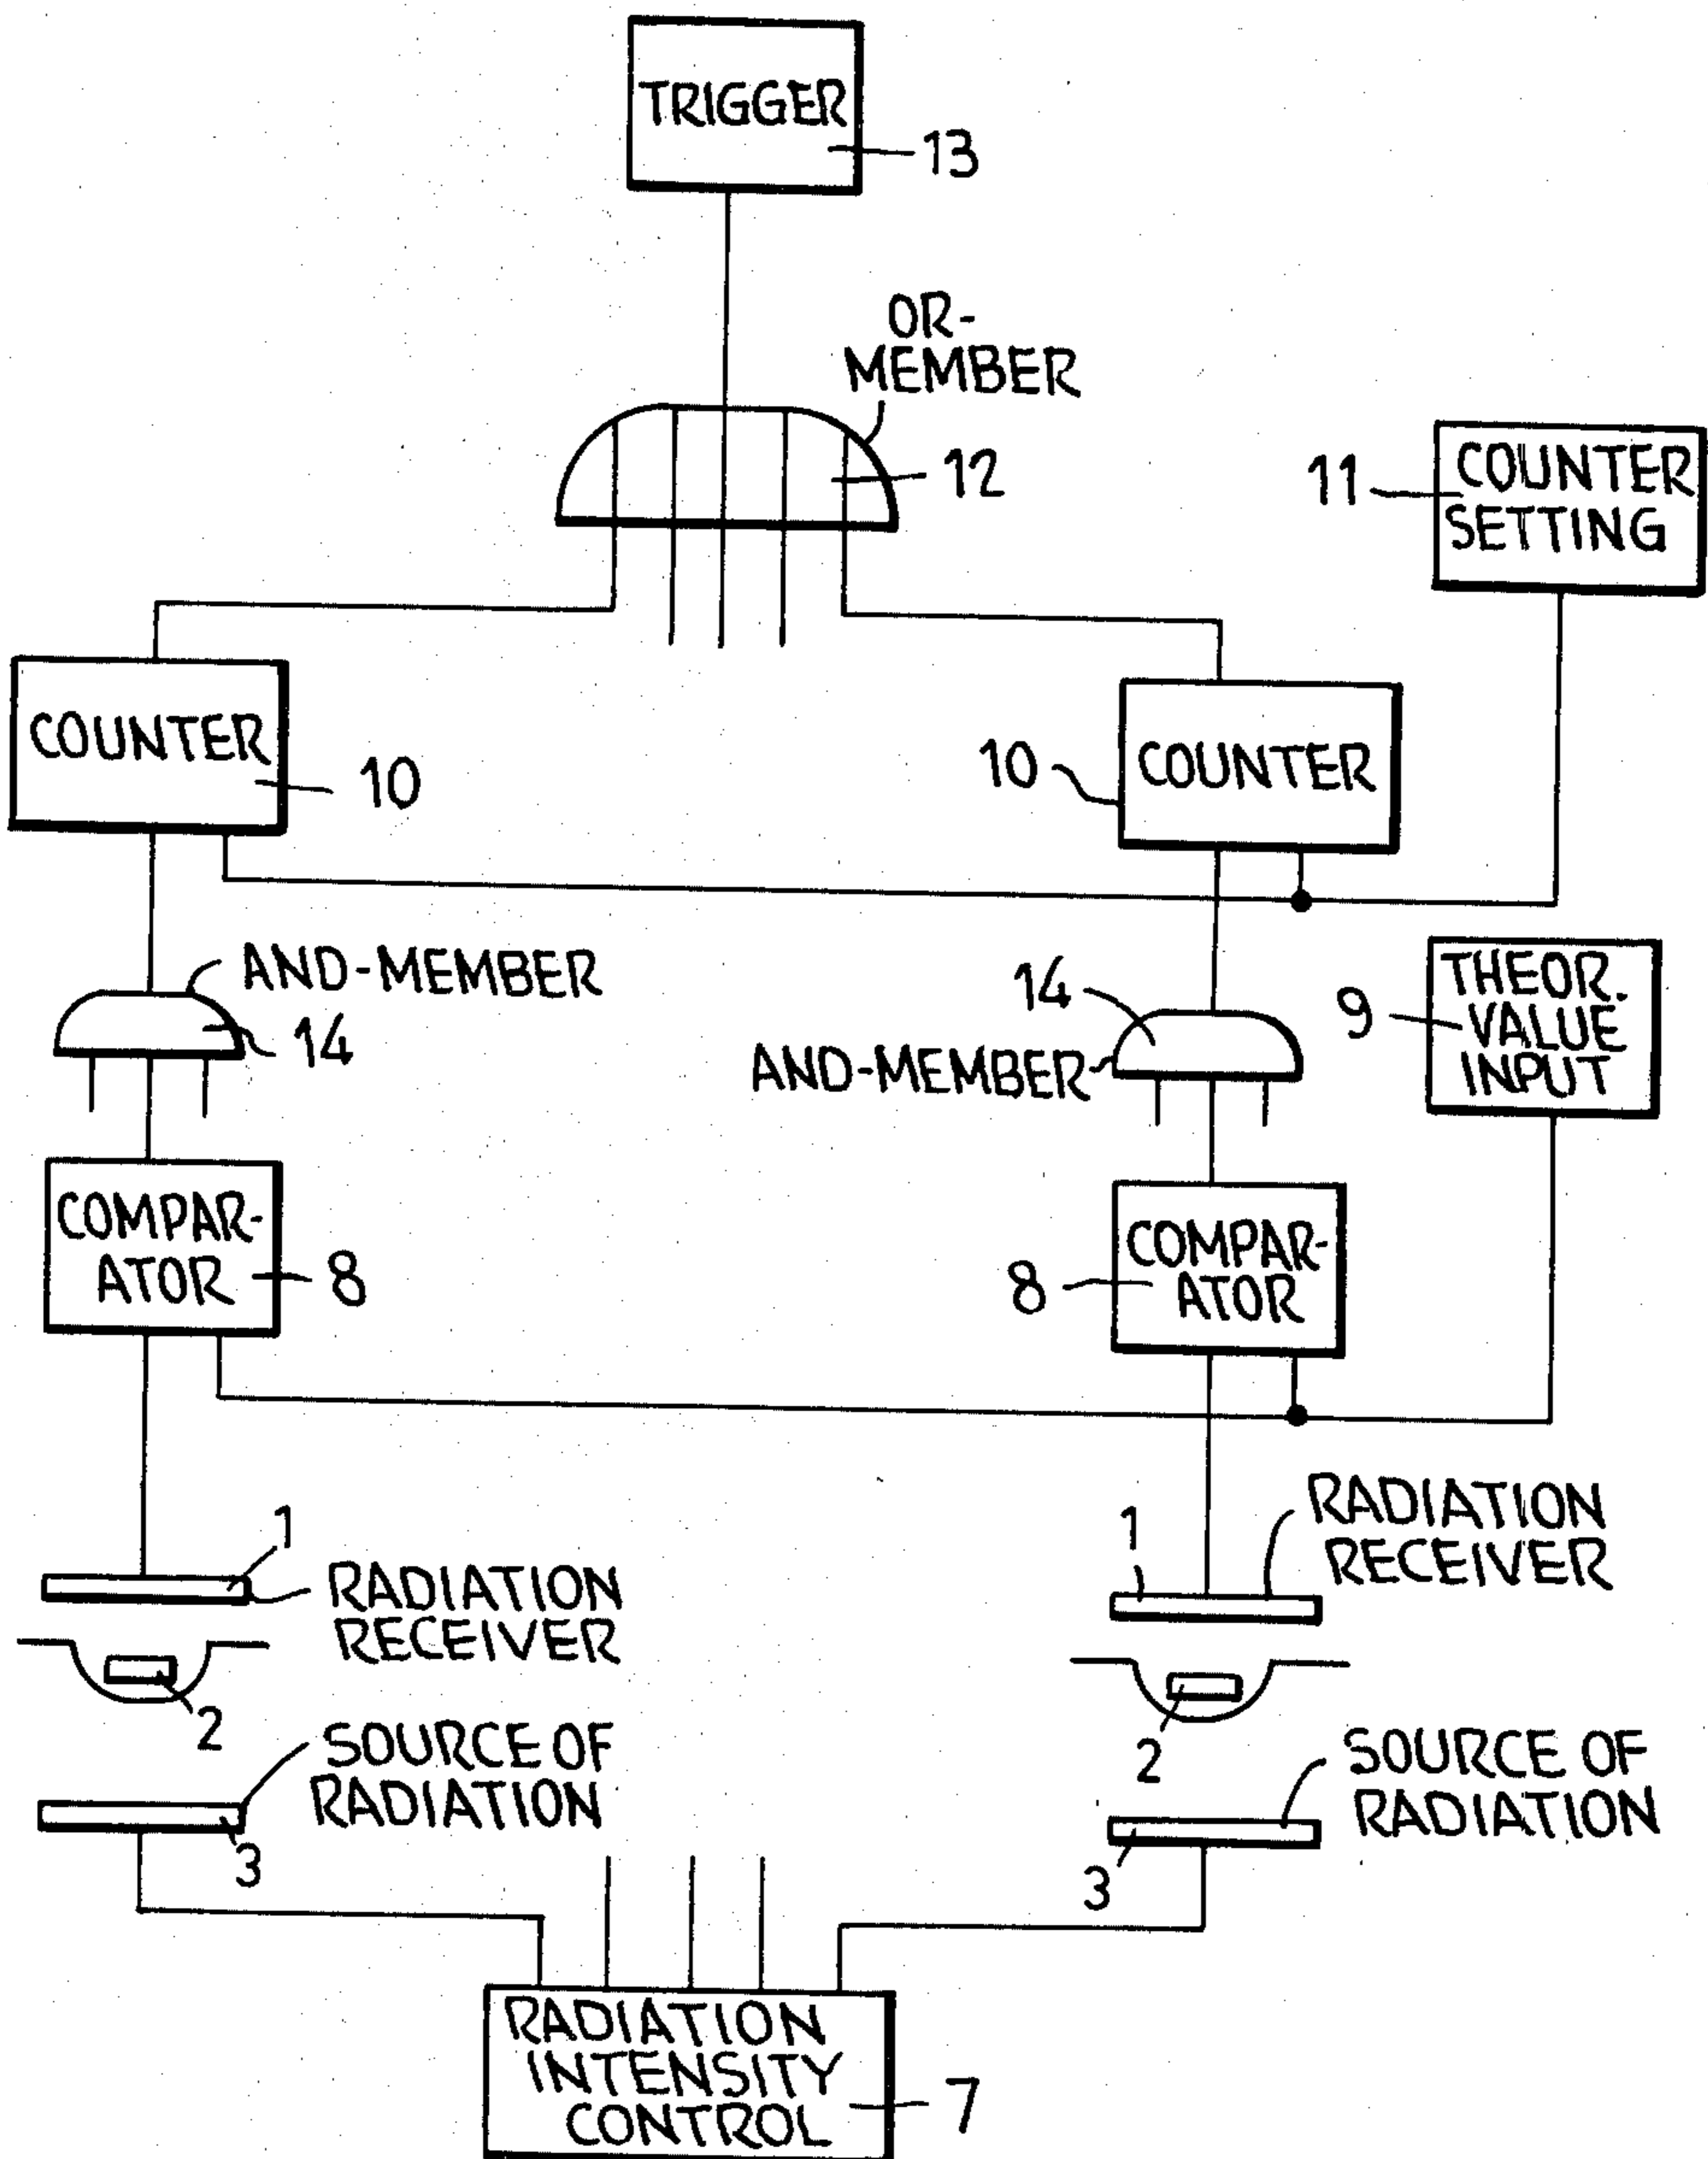 TRIGGER
13
OR-
MEMBER
12
11
COUNTER
SETTING
COUNTER
10
10
COUNTER
AND-MEMBER
14
14
AND-MEMBER
9
THEOR.
VALUE
INPUT
COMPAR-
ATOR
8
8
COMPAR-
ATOR
1
RADIATION
RECEIVER
1
RADIATION
RECEIVER
2
2
SOURCE OF
RADIATION
3
SOURCE OF
RADIATION
3
RADIATION
INTENSITY
CONTROL
7